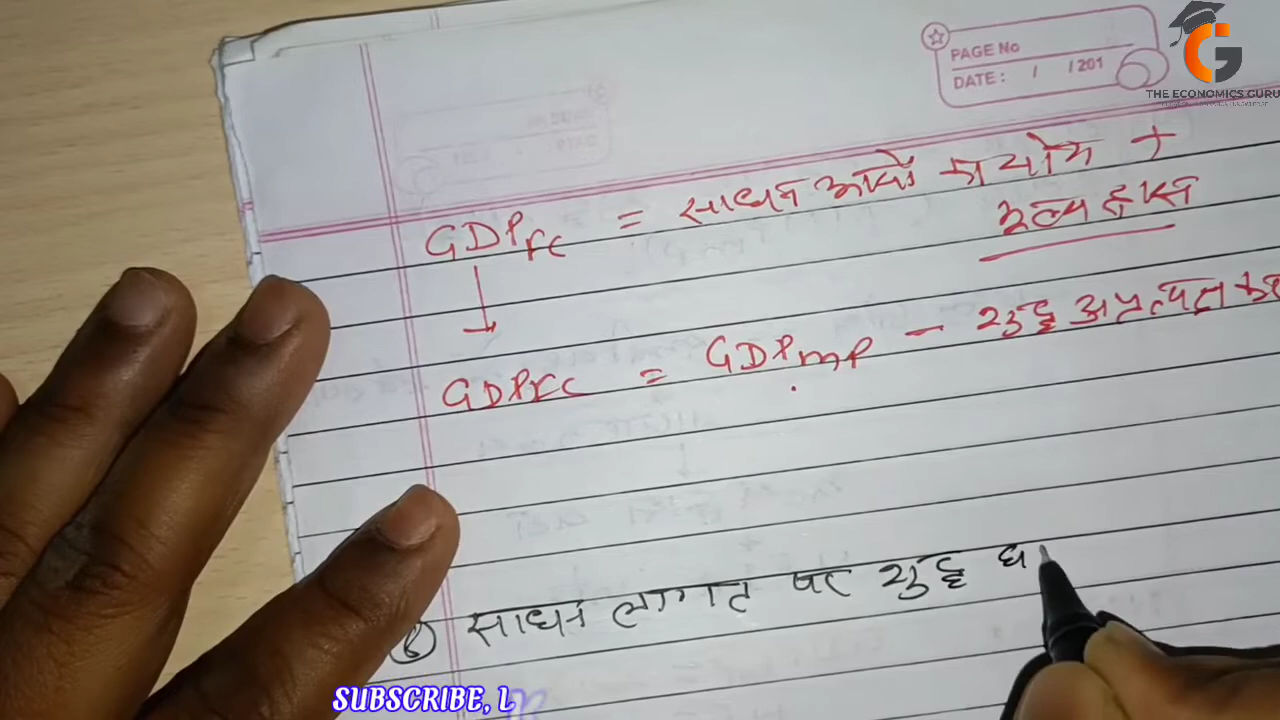 PAGE No
DATE: / /201
THE ECONOMICS GURU
GDPFC = साधन आयों का योग +
मूल्य ह्रास
GDPFC = GDPMP - शुद्ध अप्रत्यक्ष कर
6) साधन लागत पर शुद्ध घ
SUBSCRIBE, L